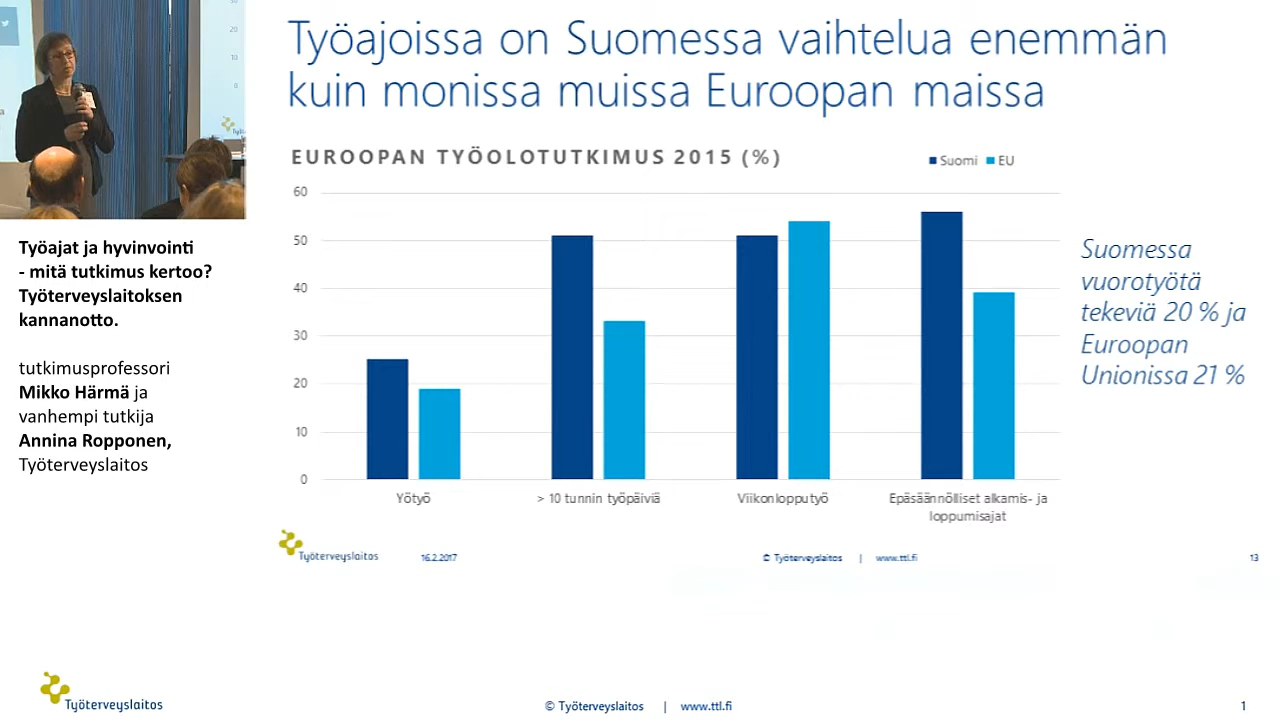 Työajoissa on Suomessa vaihtelua enemmän
kuin monissa muissa Euroopan maissa
EUROOPAN TYÖOLOTUTKIMUS 2015 (%)
Suomi EU
60
50
40
30
20
10
0
Yötyö
> 10 tunnin työpäiviä
Viikonlopputyö
Epäsäännölliset alkamis- ja
loppumisajat
Suomessa
vuorotyötä
tekeviä 20 % ja
Euroopan
Unionissa 21 %
Työterveyslaitos
16.2.2017
© Työterveyslaitos | www.ttl.fi
13
Työajat ja hyvinvointi
- mitä tutkimus kertoo?
Työterveyslaitoksen
kannanotto.
tutkimusprofessori
Mikko Härmä ja
vanhempi tutkija
Annina Ropponen,
Työterveyslaitos
Työterveyslaitos
© Työterveyslaitos | www.ttl.fi
1